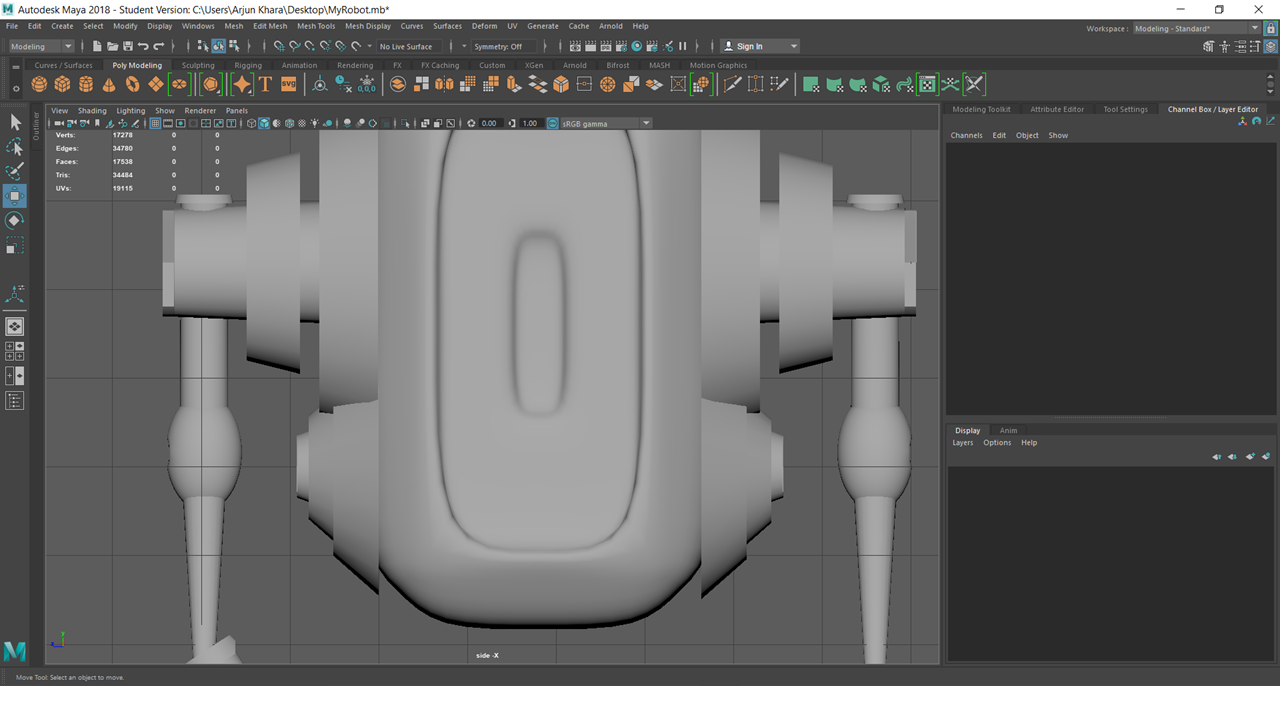 Autodesk Maya 2018 - Student Version: C:\Users\Arjun Khara\Desktop\MyRobot.mb*
File Edit Create Select Modify Display Windows Mesh Edit Mesh Mesh Tools Mesh Display Curves Surfaces Deform UV Generate Cache Arnold Help
Workspace : Modeling - Standard*
Modeling No Live Surface Symmetry: Off Sign In
Curves / Surfaces Poly Modeling Sculpting Rigging Animation Rendering FX FX Caching Custom XGen Arnold Bifrost MASH Motion Graphics
T SVG 0,0,0
Outliner
View Shading Lighting Show Renderer Panels
0.00 1.00 sRGB gamma
Verts: 17278 0 0
Edges: 34780 0 0
Faces: 17538 0 0
Tris: 34484 0 0
UVs: 19115 0 0
side -X
Modeling Toolkit Attribute Editor Tool Settings Channel Box / Layer Editor
Channels Edit Object Show
Display Anim
Layers Options Help
Move Tool: Select an object to move.